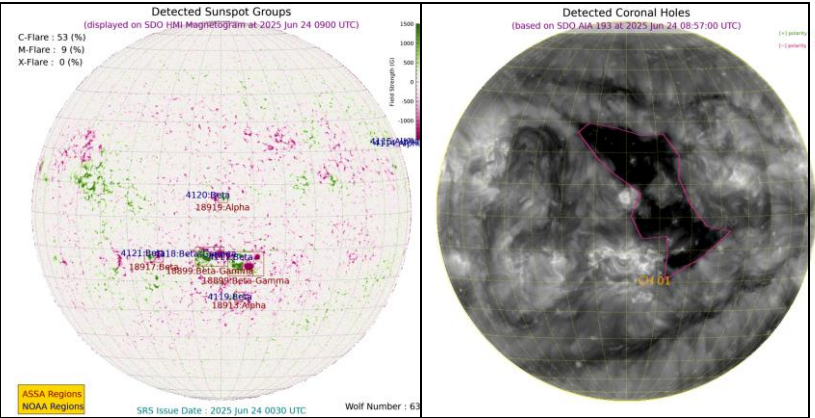 Detected Sunspot Groups
(displayed on SDO HMI Magnetogram at 2025 Jun 24 0900 UTC)
C-Flare : 53 (%)
M-Flare : 9 (%)
X-Flare : 0 (%)
1500
1000
500
0
-500
-1000
Field Strength (G)
4120:Beta
18919:Alpha
4121:Beta
18917:Beta
18899:Beta-Gamma
18899:Beta-Gamma
4119:Beta
18913:Alpha
ASSA Regions
NOAA Regions
SRS Issue Date : 2025 Jun 24 0030 UTC
Wolf Number : 63
Detected Coronal Holes
(based on SDO AIA 193 at 2025 Jun 24 08:57:00 UTC)
[+] polarity
[-] polarity
CH 01